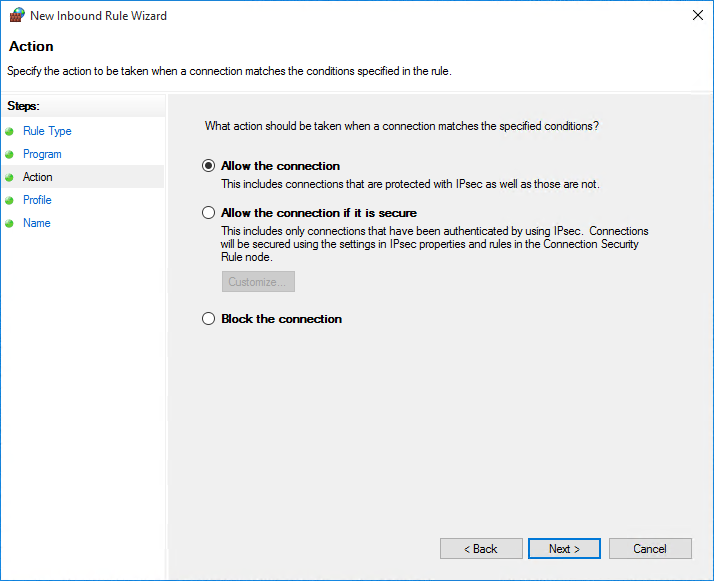 New Inbound Rule Wizard
Action
Specify the action to be taken when a connection matches the conditions specified in the rule.
Steps:
Rule Type
Program
Action
Profile
Name
What action should be taken when a connection matches the specified conditions?
Allow the connection
This includes connections that are protected with IPsec as well as those are not.
Allow the connection if it is secure
This includes only connections that have been authenticated by using IPsec. Connections
will be secured using the settings in IPsec properties and rules in the Connection Security
Rule node.
Customize...
Block the connection
< Back
Next >
Cancel